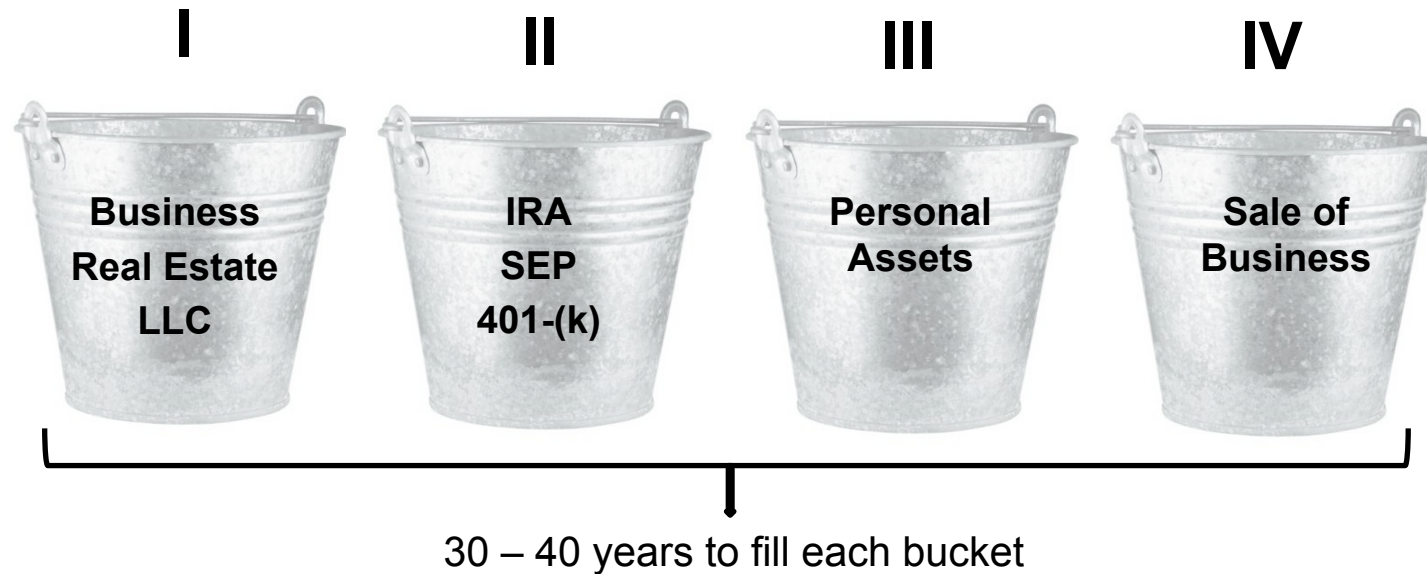 I
II
III
IV
Business
Real Estate
LLC
IRA
SEP
401-(k)
Personal
Assets
Sale of
Business
30 – 40 years to fill each bucket